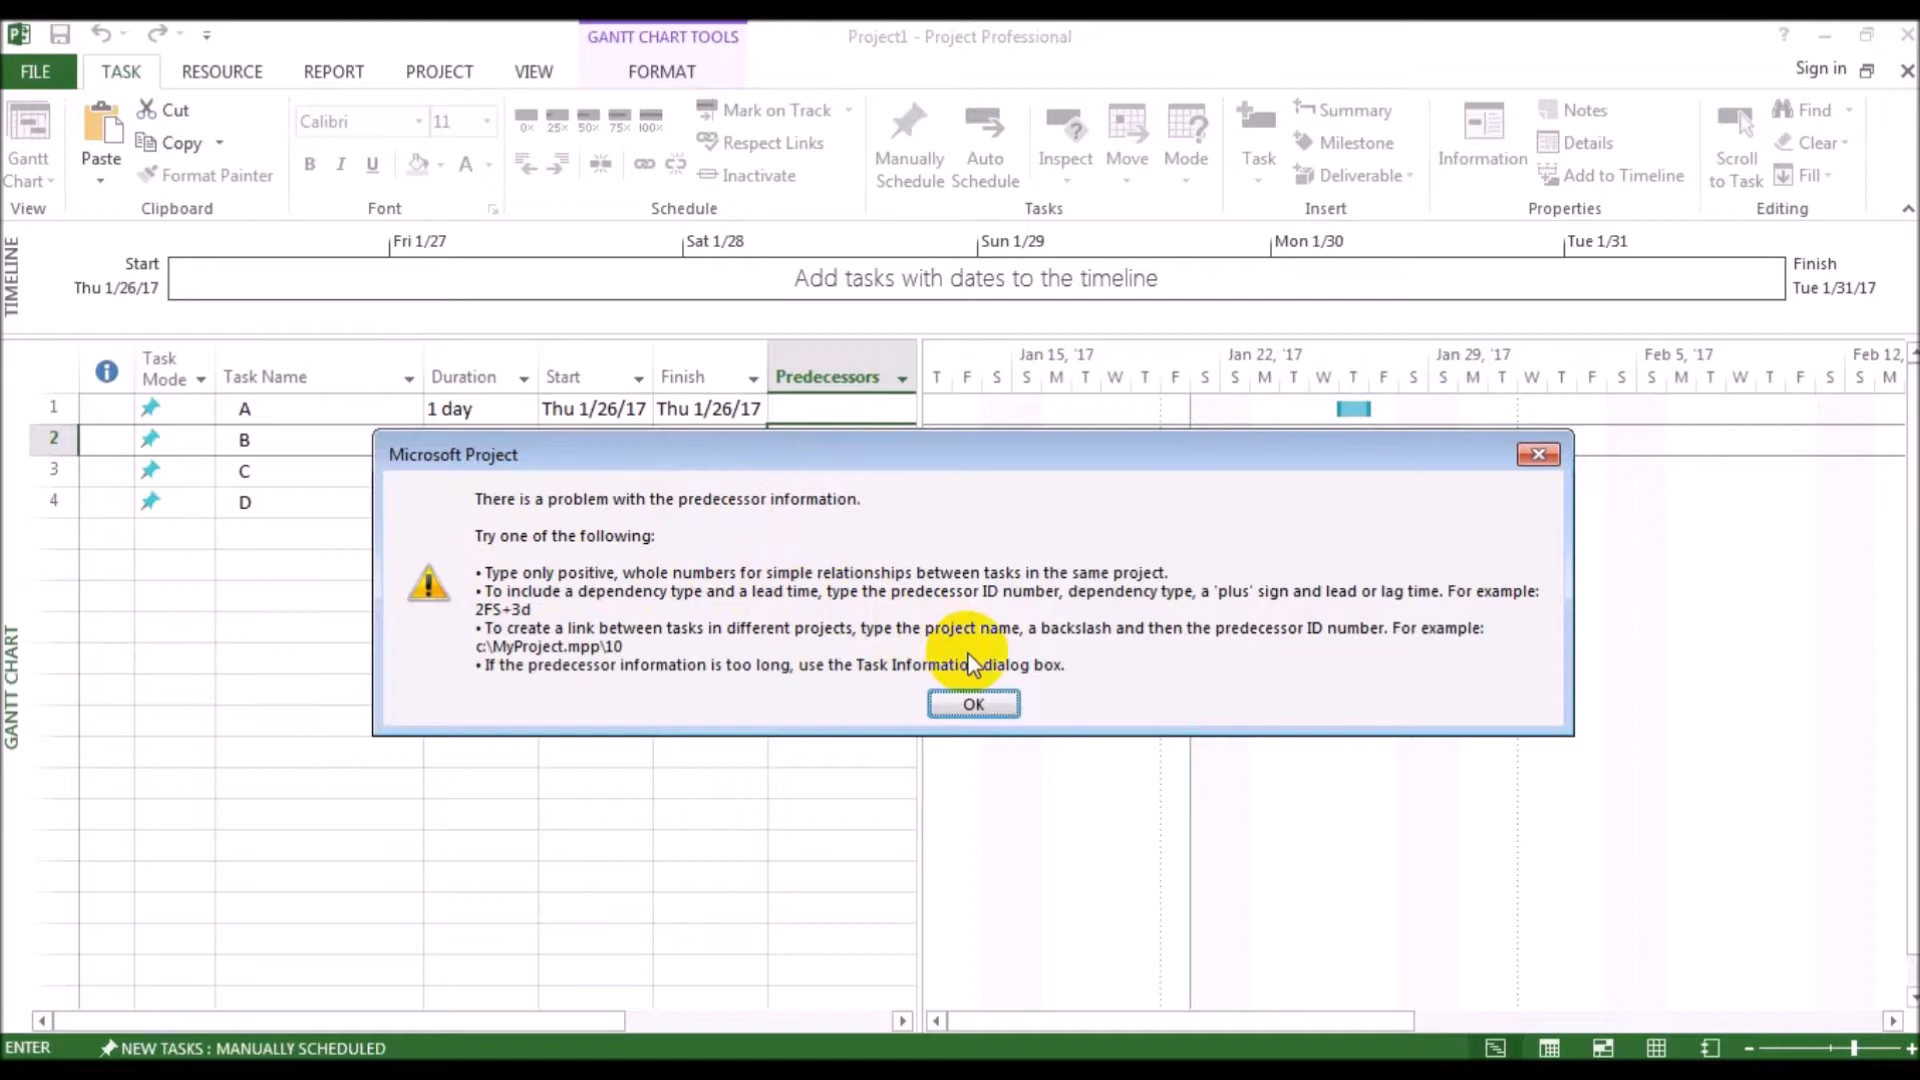 GANTT CHART TOOLS
Project1 - Project Professional
?
FILE
TASK
RESOURCE
REPORT
PROJECT
VIEW
FORMAT
Sign in
Gantt
Chart
View
Paste
Cut
Copy
Format Painter
Clipboard
Calibri
11
B I U
A
Font
0×
25×
50×
75×
100×
Mark on Track
Respect Links
Inactivate
Schedule
Manually
Schedule
Auto
Schedule
Inspect
Move
Mode
Tasks
Task
Summary
Milestone
Deliverable
Insert
Information
Notes
Details
Add to Timeline
Properties
Scroll
to Task
Find
Clear
Fill
Editing
TIMELINE
Start
Thu 1/26/17
Fri 1/27
Sat 1/28
Sun 1/29
Mon 1/30
Tue 1/31
Add tasks with dates to the timeline
Finish
Tue 1/31/17
GANTT CHART
Task
Mode
Task Name
Duration
Start
Finish
Predecessors
Jan 15, '17
Jan 22, '17
Jan 29, '17
Feb 5, '17
Feb 12,
T F S S M T W T F S S M T W T F S S M T W T F S S M T W T F S S M
1 A 1 day Thu 1/26/17 Thu 1/26/17
2 B
3 C
4 D
Microsoft Project
There is a problem with the predecessor information.
Try one of the following:
• Type only positive, whole numbers for simple relationships between tasks in the same project.
• To include a dependency type and a lead time, type the predecessor ID number, dependency type, a 'plus' sign and lead or lag time. For example:
2FS+3d
• To create a link between tasks in different projects, type the project name, a backslash and then the predecessor ID number. For example:
c:\MyProject.mpp\10
• If the predecessor information is too long, use the Task Information dialog box.
OK
ENTER
NEW TASKS : MANUALLY SCHEDULED